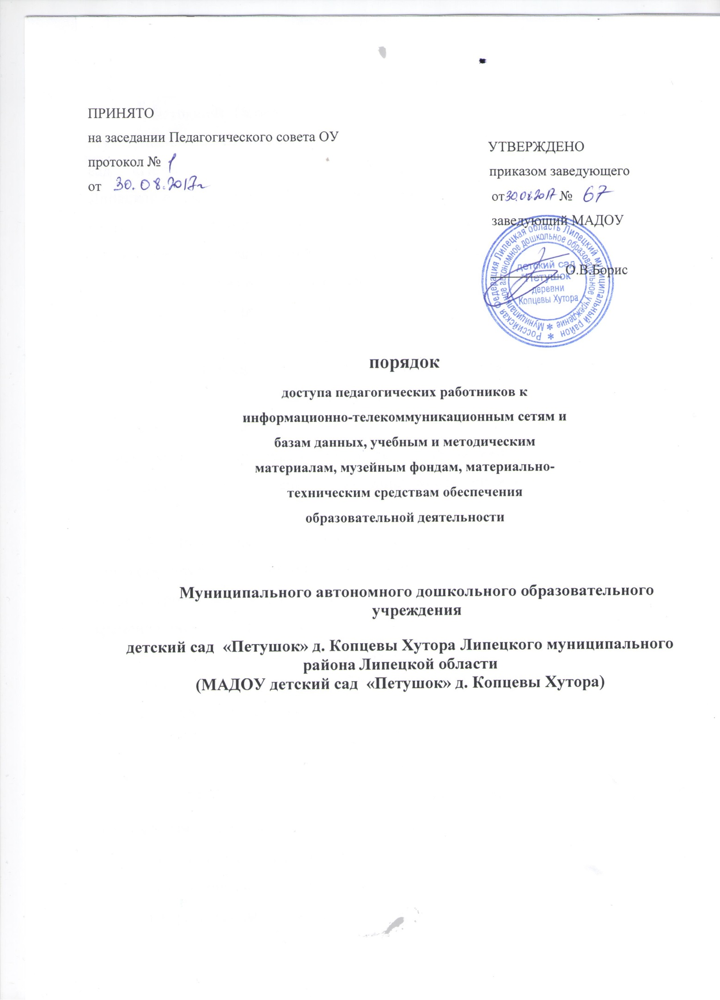 ПРИНЯТО
на заседании Педагогического совета ОУ
протокол № 1
от 30.08.2017г
УТВЕРЖДЕНО
приказом заведующего
от 30.08.2017 № 67
заведующий МАДОУ
О.В.Борис
Российская Федерация Липецкая область Липецкий муниципальный район *
Муниципальное автономное дошкольное образовательное учреждение *
детский сад
"Петушок"
деревни
Копцевы Хутора
порядок
доступа педагогических работников к
информационно-телекоммуникационным сетям и
базам данных, учебным и методическим
материалам, музейным фондам, материально-
техническим средствам обеспечения
образовательной деятельности
Муниципального автономного дошкольного образовательного
учреждения
детский сад «Петушок» д. Копцевы Хутора Липецкого муниципального
района Липецкой области
(МАДОУ детский сад «Петушок» д. Копцевы Хутора)